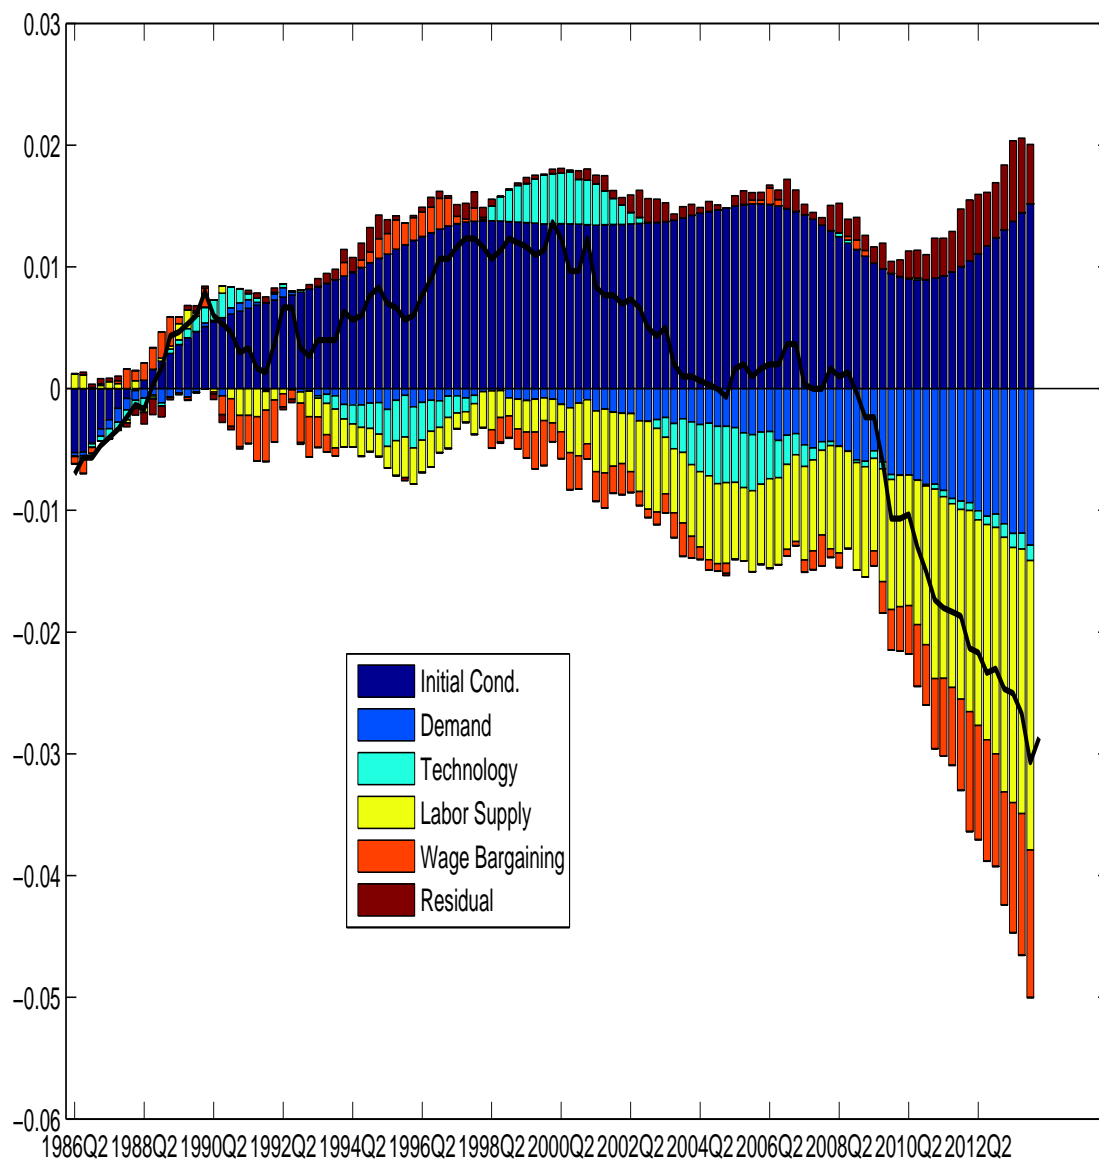 0.03
0.02
0.01
0
−0.01
−0.02
−0.03
−0.04
−0.05
−0.06
Initial Cond.
Demand
Technology
Labor Supply
Wage Bargaining
Residual
1986Q2 1988Q2 1990Q2 1992Q2 1994Q2 1996Q2 1998Q2 2000Q2 2002Q2 2004Q2 2006Q2 2008Q2 2010Q2 2012Q2